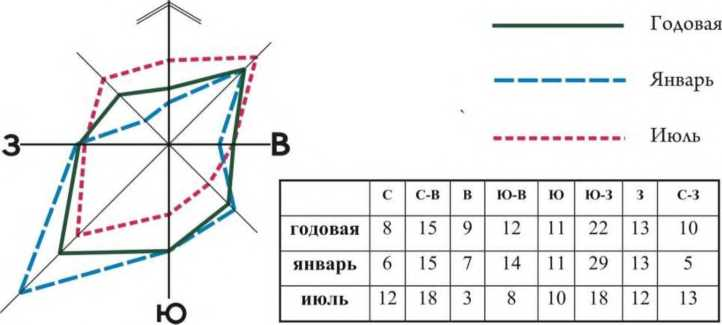 Годовая
Январь
Июль
З
В
Ю
С С-В В Ю-В Ю Ю-З З С-З
годовая 8 15 9 12 11 22 13 10
январь 6 15 7 14 11 29 13 5
июль 12 18 3 8 10 18 12 13